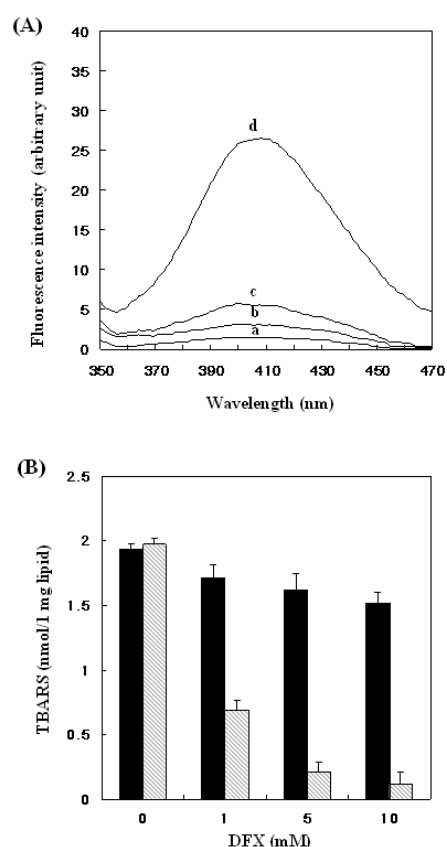 (A)
Fluorescence intensity (arbitrary unit)
40
35
30
25
20
15
10
5
0
d
c
b
a
350 370 390 410 430 450 470
Wavelength (nm)
(B)
TBARS (nmol/1 mg lipid)
2.5
2
1.5
1
0.5
0
0 1 5 10
DFX (mM)